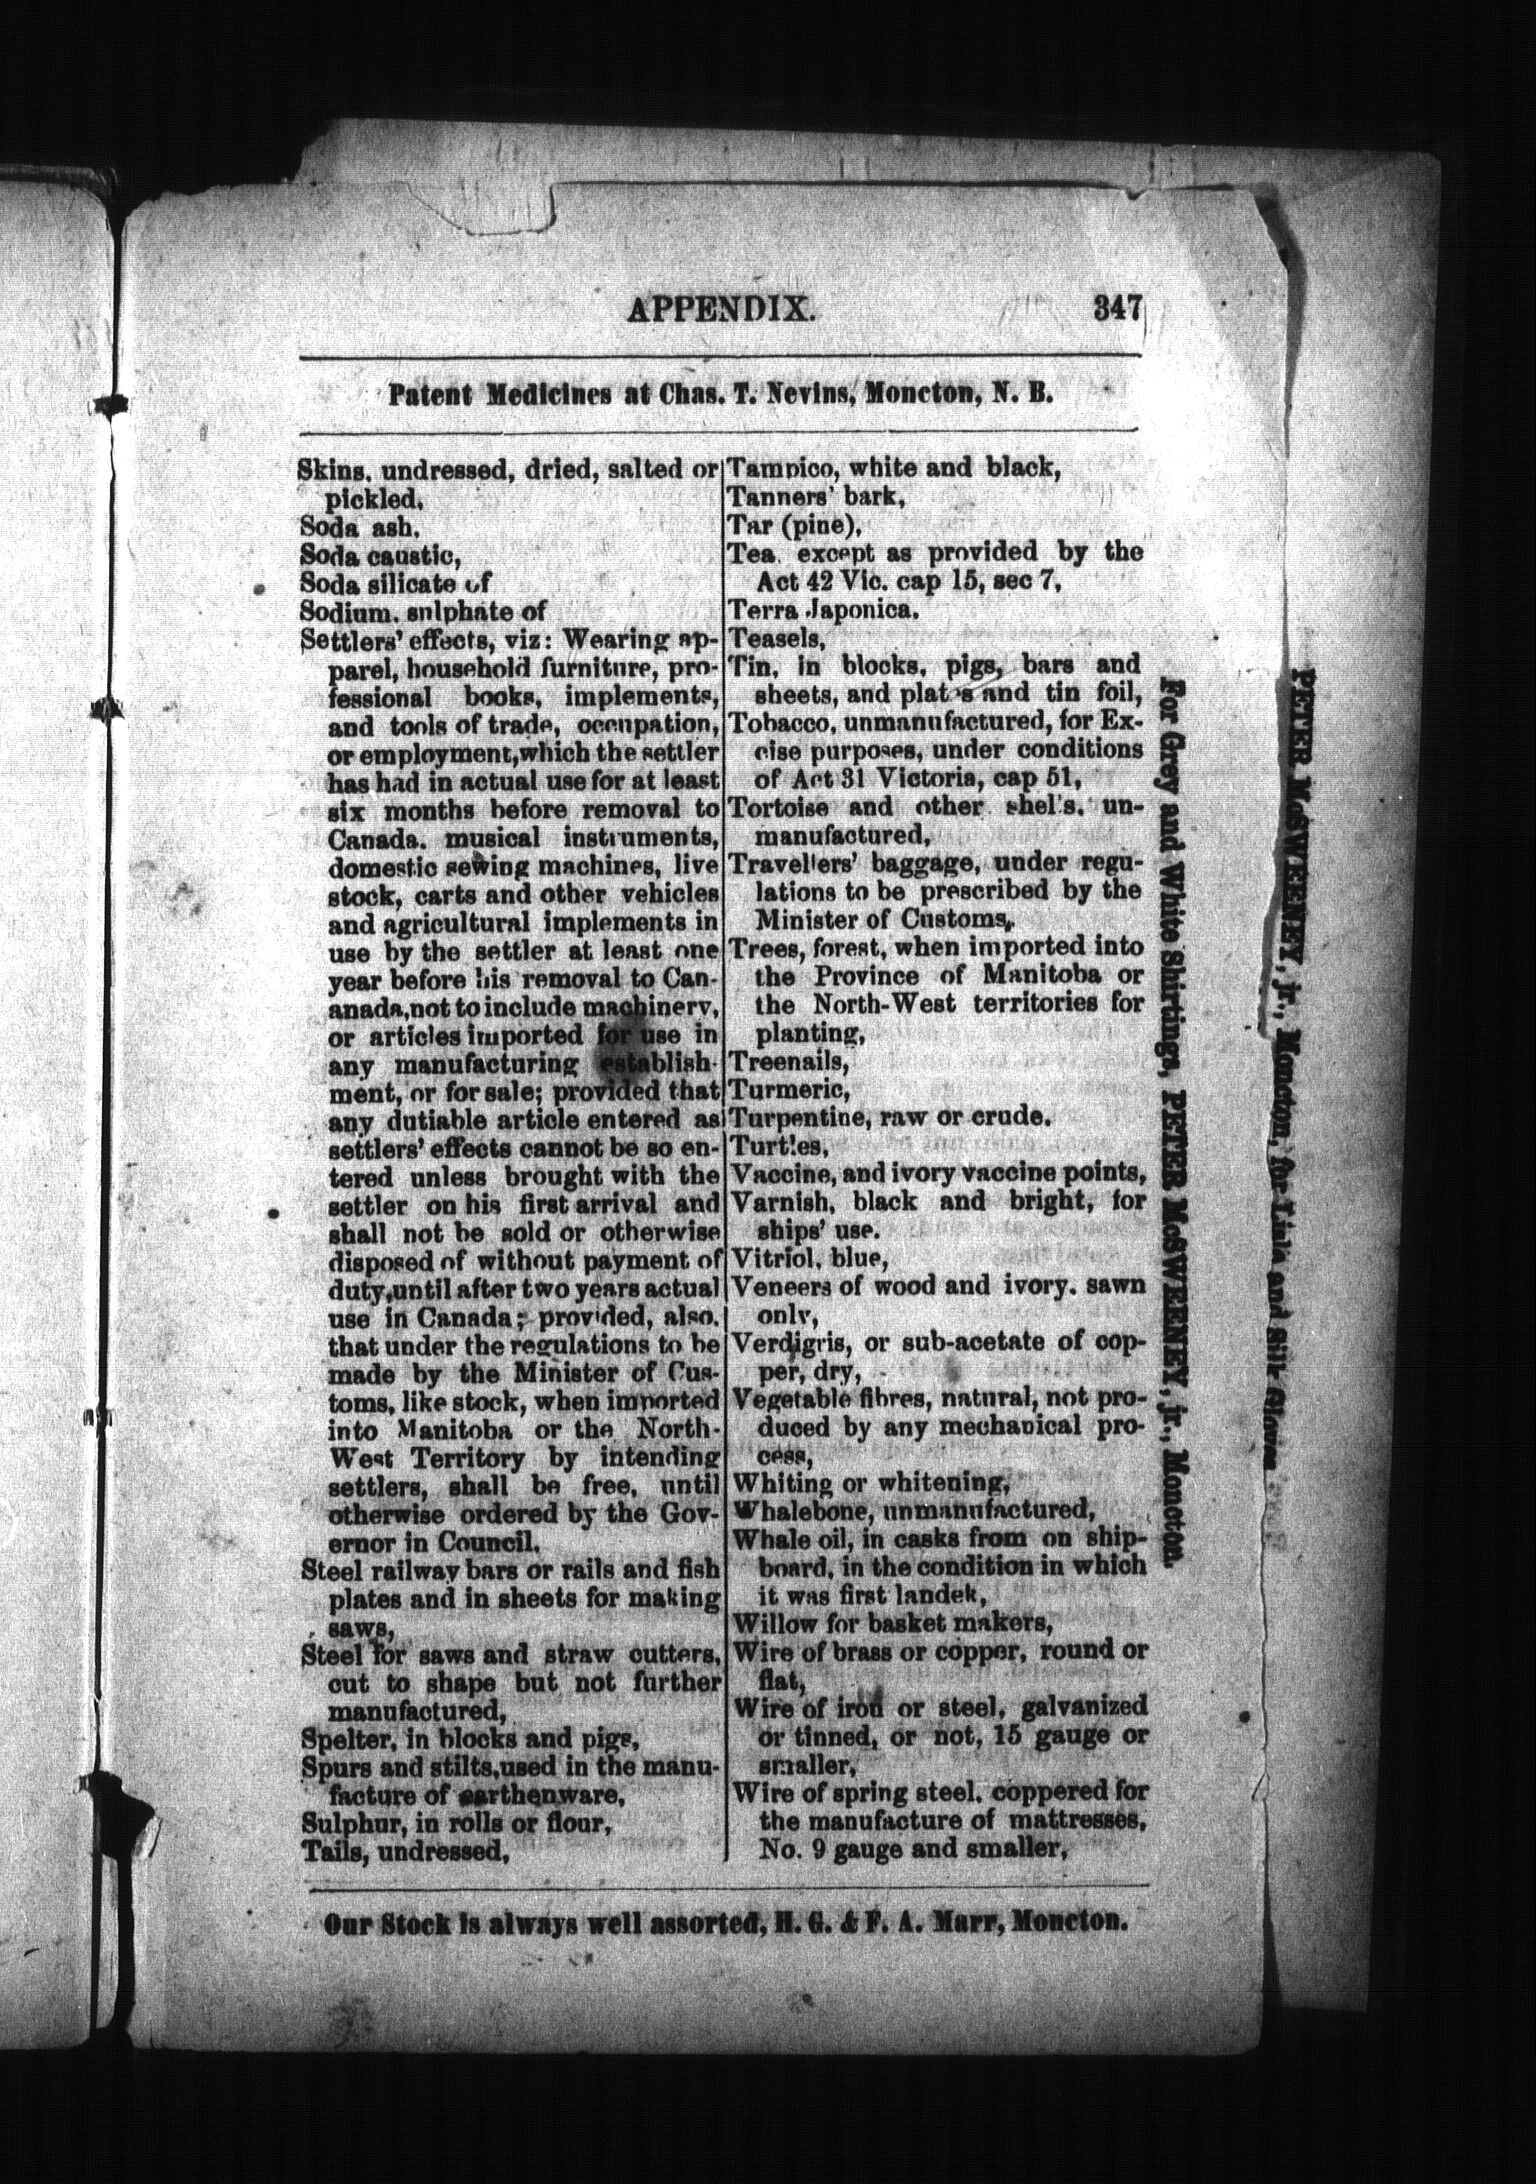 APPENDIX.
347
Patent Medicines at Chas. T. Nevins, Moncton, N. B.
Skins, undressed, dried, salted or
pickled,
Soda ash,
Soda caustic,
Soda silicate of
Sodium, sulphate of
Settlers' effects, viz: Wearing ap-
parel, household furniture, pro-
fessional books, implements,
and tools of trade, occupation,
or employment, which the settler
has had in actual use for at least
six months before removal to
Canada, musical instruments,
domestic sewing machines, live
stock, carts and other vehicles
and agricultural implements in
use by the settler at least one
year before his removal to Can-
anada, not to include machinery,
or articles imported for use in
any manufacturing establish-
ment, or for sale; provided that
any dutiable article entered as
settlers' effects cannot be so en-
tered unless brought with the
settler on his first arrival and
shall not be sold or otherwise
disposed of without payment of
duty, until after two years actual
use in Canada; provided, also,
that under the regulations to be
made by the Minister of Cus-
toms, like stock, when imported
into Manitoba or the North-
West Territory by intending
settlers, shall be free, until
otherwise ordered by the Gov-
ernor in Council.
Steel railway bars or rails and fish
plates and in sheets for making
saws,
Steel for saws and straw cutters,
cut to shape but not further
manufactured,
Spelter, in blocks and pigs,
Spurs and stilts, used in the manu-
facture of earthenware,
Sulphur, in rolls or flour,
Tails, undressed,
Tampico, white and black,
Tanners' bark,
Tar (pine),
Tea, except as provided by the
Act 42 Vic. cap 15, sec 7,
Terra Japonica.
Teasels,
Tin, in blocks, pigs, bars and
sheets, and plates and tin foil,
Tobacco, unmanufactured, for Ex-
cise purposes, under conditions
of Act 31 Victoria, cap 51,
Tortoise and other shells, un-
manufactured,
Travellers' baggage, under regu-
lations to be prescribed by the
Minister of Customs,
Trees, forest, when imported into
the Province of Manitoba or
the North-West territories for
planting,
Treenails,
Turmeric,
Turpentine, raw or crude.
Turtles,
Vaccine, and ivory vaccine points,
Varnish, black and bright, for
ships' use.
Vitriol, blue,
Veneers of wood and ivory, sawn
only,
Verdigris, or sub-acetate of cop-
per, dry,
Vegetable fibres, natural, not pro-
duced by any mechanical pro-
cess,
Whiting or whitening,
Whalebone, unmanufactured,
Whale oil, in casks from on ship-
board, in the condition in which
it was first landek,
Willow for basket makers,
Wire of brass or copper, round or
flat,
Wire of iron or steel, galvanized
or tinned, or not, 15 gauge or
smaller,
Wire of spring steel, coppered for
the manufacture of mattresses,
No. 9 gauge and smaller,
Our Stock is always well assorted, H. G. & F. A. Marr, Moncton.
For Grey and White Shirtings, PETER McSWEENEY, jr., Moncton.
PETER McSWEENEY, jr., Moncton, for Lisle and Silk Gloves